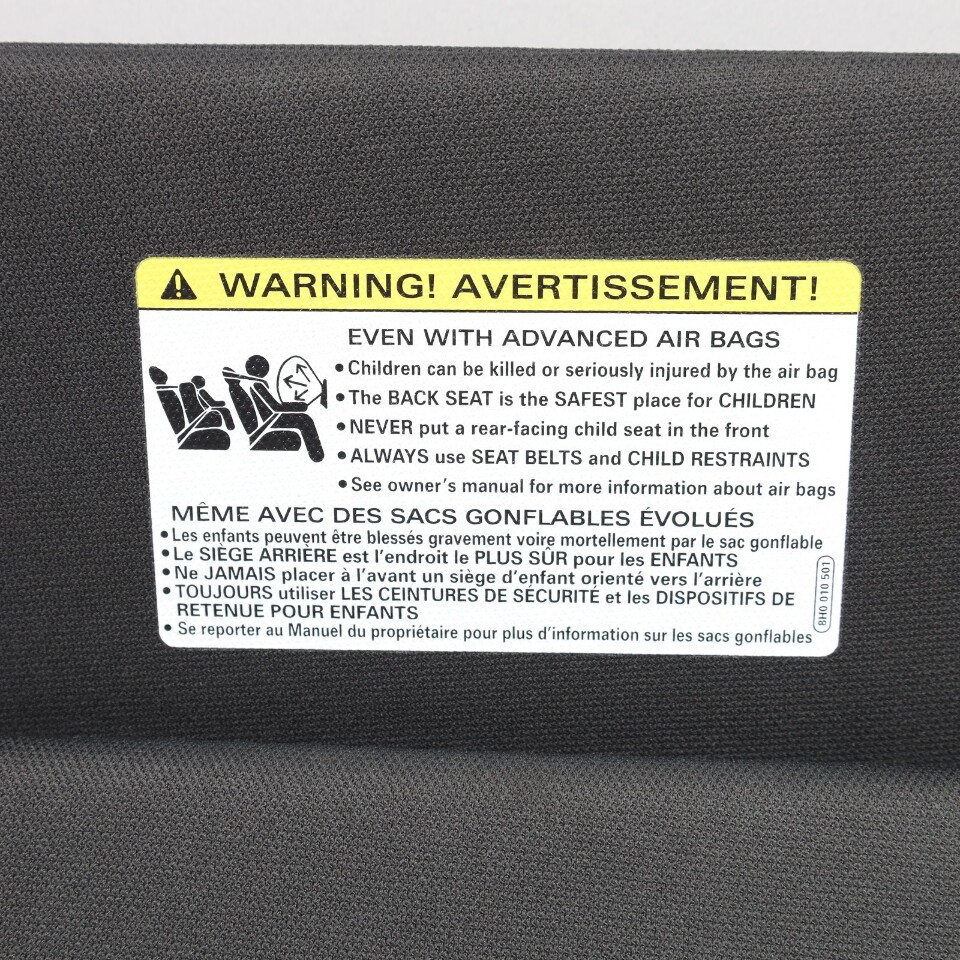 WARNING! AVERTISSEMENT!
EVEN WITH ADVANCED AIR BAGS
•Children can be killed or seriously injured by the air bag
•The BACK SEAT is the SAFEST place for CHILDREN
•NEVER put a rear-facing child seat in the front
•ALWAYS use SEAT BELTS and CHILD RESTRAINTS
•See owner's manual for more information about air bags
MÊME AVEC DES SACS GONFLABLES ÉVOLUÉS
•Les enfants peuvent être blessés gravement voire mortellement par le sac gonflable
•Le SIÈGE ARRIÈRE est l'endroit le PLUS SÛR pour les ENFANTS
•Ne JAMAIS placer à l'avant un siège d'enfant orienté vers l'arrière
•TOUJOURS utiliser LES CEINTURES DE SÉCURITÉ et les DISPOSITIFS DE
RETENUE POUR ENFANTS
• Se reporter au Manuel du propriétaire pour plus d'information sur les sacs gonflables
8H0 010 501